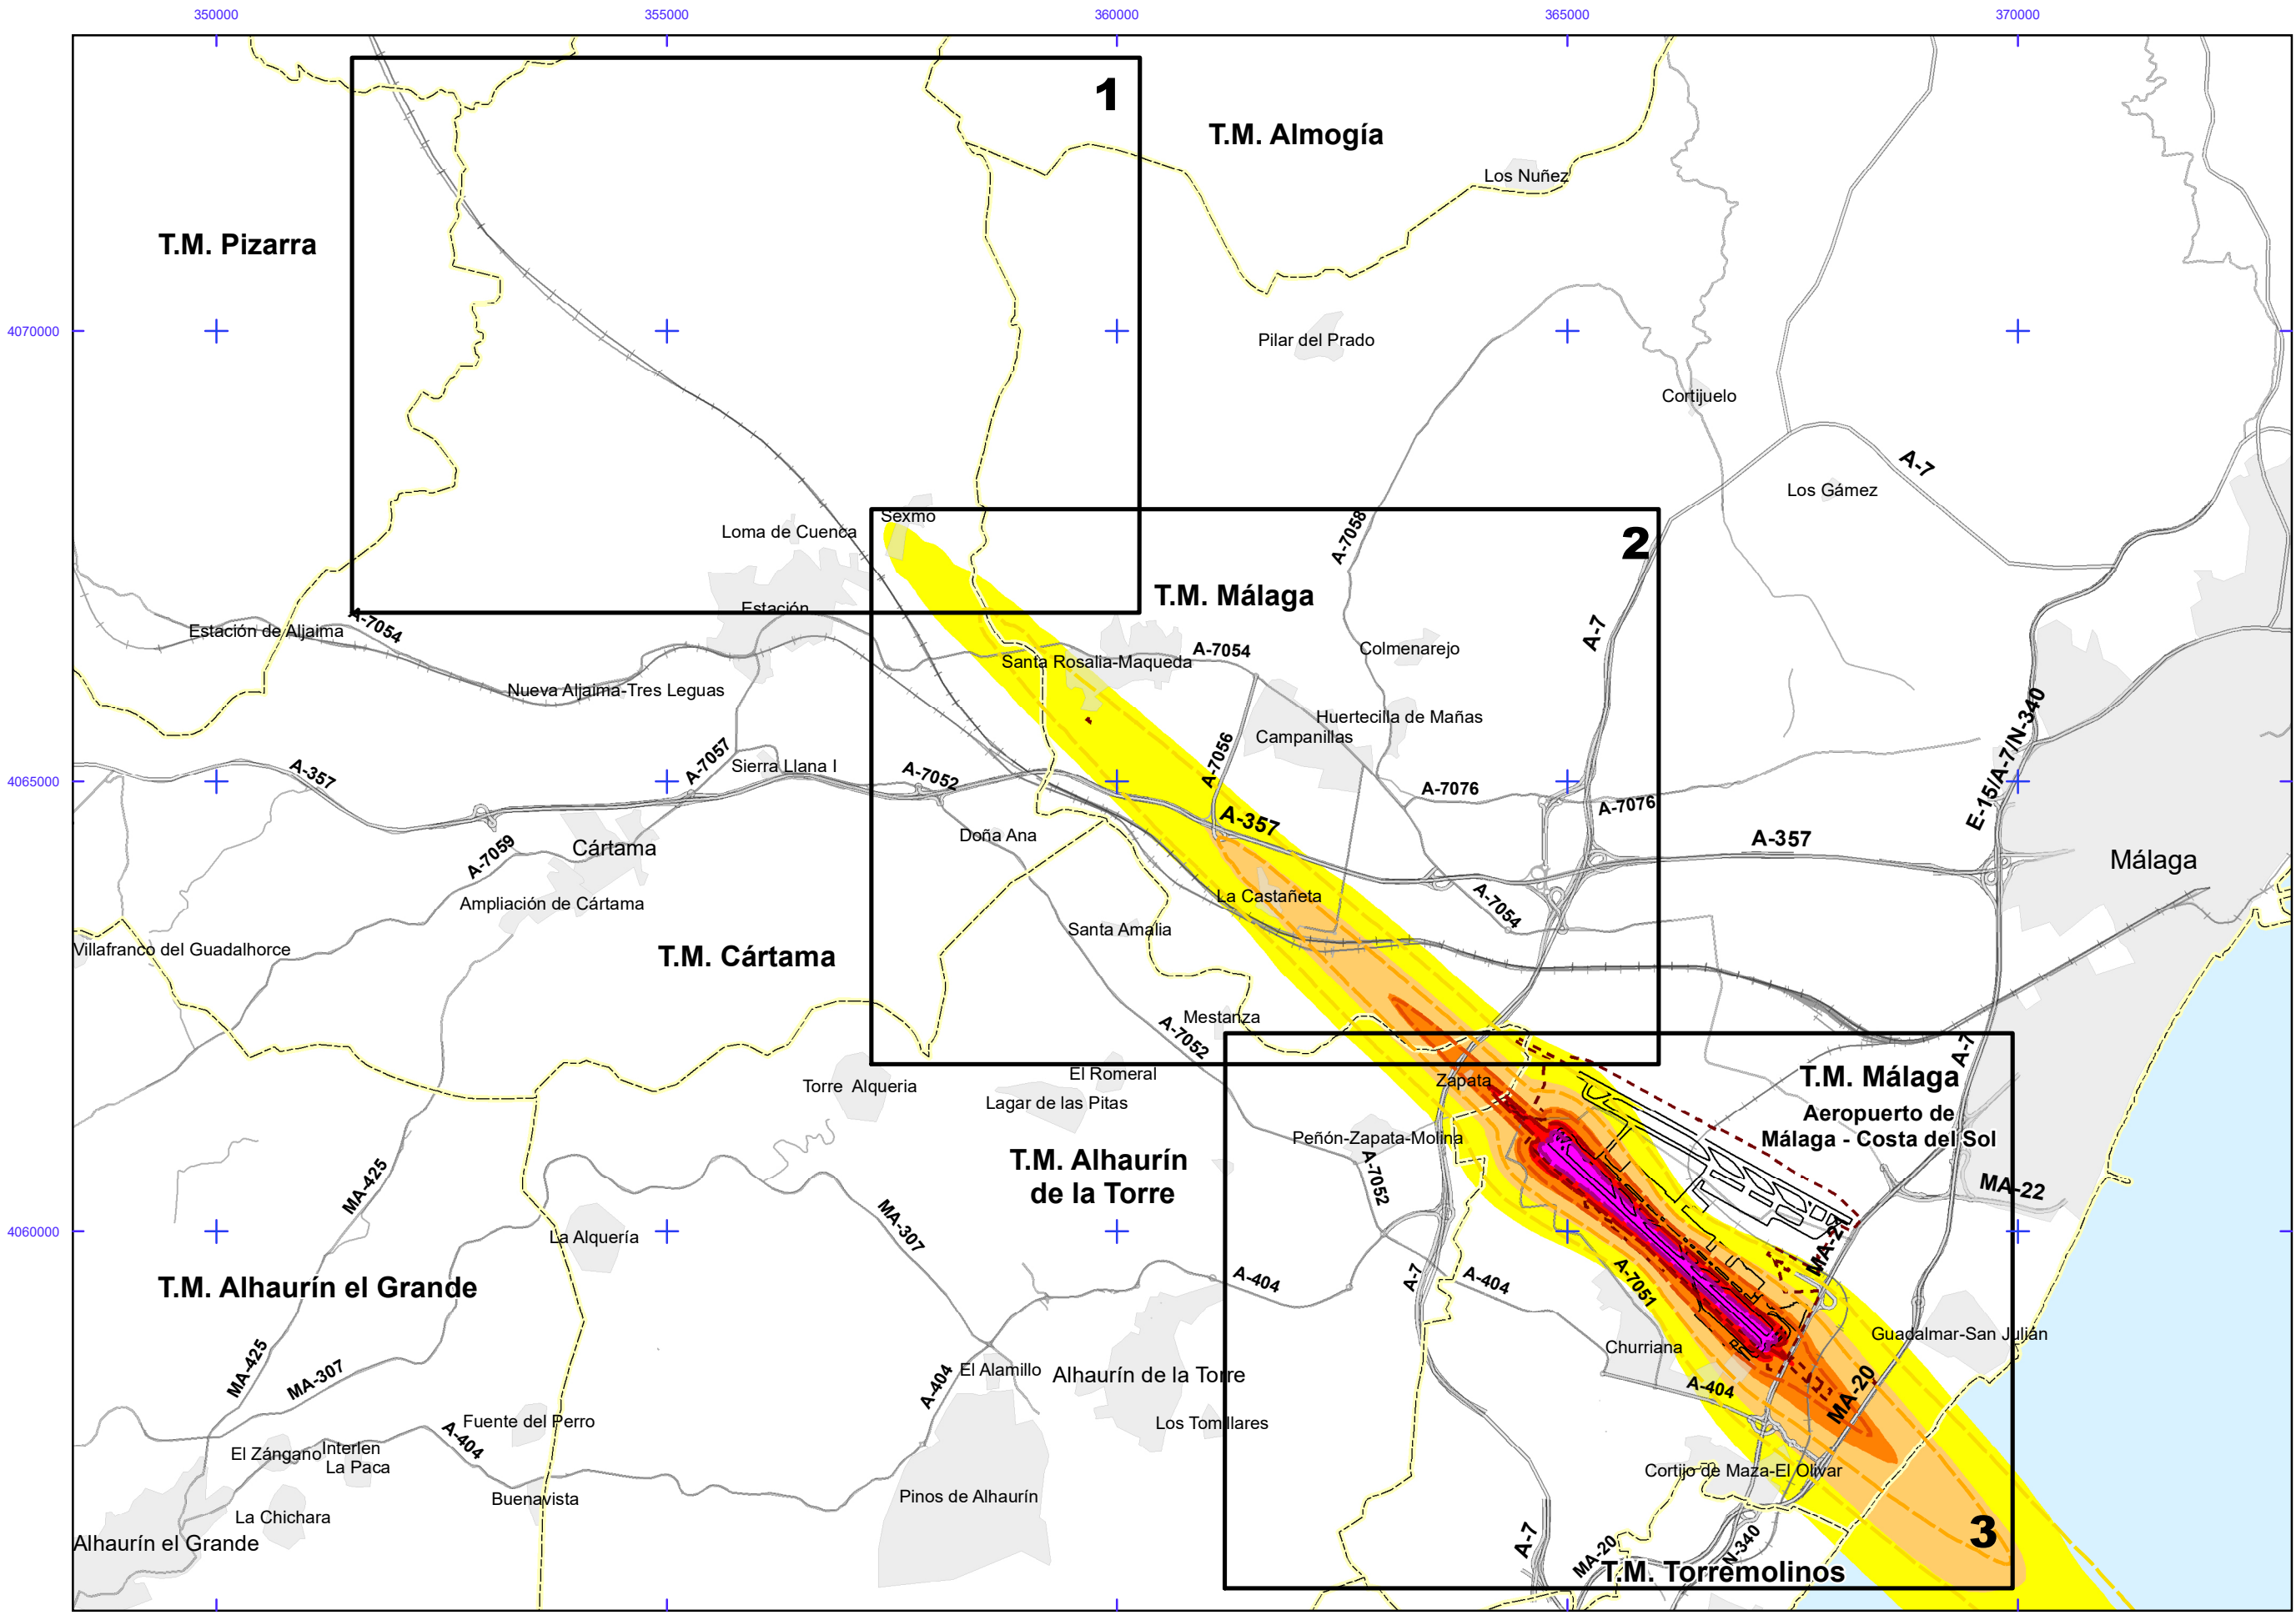 350000
355000
360000
365000
370000
1
T.M. Almogía
Los Nuñez
T.M. Pizarra
4070000
Pilar del Prado
Cortijuelo
A-7
Los Gámez
Sexmo
A-7058
Loma de Cuenca
2
T.M. Málaga
Estación
A-7054
Estación de Aljaima
A-7
Colmenarejo
A-7054
Santa Rosalia-Maqueda
Nueva Aljaima-Tres Leguas
Huertecilla de Mañas
Campanillas
E-15/A-7/N-340
A-7056
A-7057
Sierra Llana I
A-357
A-7052
4065000
A-7076
A-7076
A-357
A-357
Doña Ana
Cártama
A-7059
Málaga
La Castañeta
A-7054
Ampliación de Cártama
Santa Amalia
Villafranco del Guadalhorce
T.M. Cártama
Mestanza
A-7052
A-7
El Romeral
Zapata
T.M. Málaga
Torre Alqueria
Lagar de las Pitas
Aeropuerto de
Málaga - Costa del Sol
Peñón-Zapata-Molina
T.M. Alhaurín
de la Torre
A-7052
MA-425
MA-22
4060000
MA-307
La Alquería
MA-21
T.M. Alhaurín el Grande
A-404
A-7
A-404
A-7051
Guadalmar-San Julián
Churriana
MA-425
MA-307
El Alamillo
Alhaurín de la Torre
A-404
A-404
MA-20
Fuente del Perro
Los Tomillares
A-404
El Zángano
Interlen
La Paca
Cortijo de Maza-El Olivar
Buenavista
Pinos de Alhaurín
La Chichara
3
Alhaurín el Grande
A-7
MA-20
N-340
T.M. Torremolinos